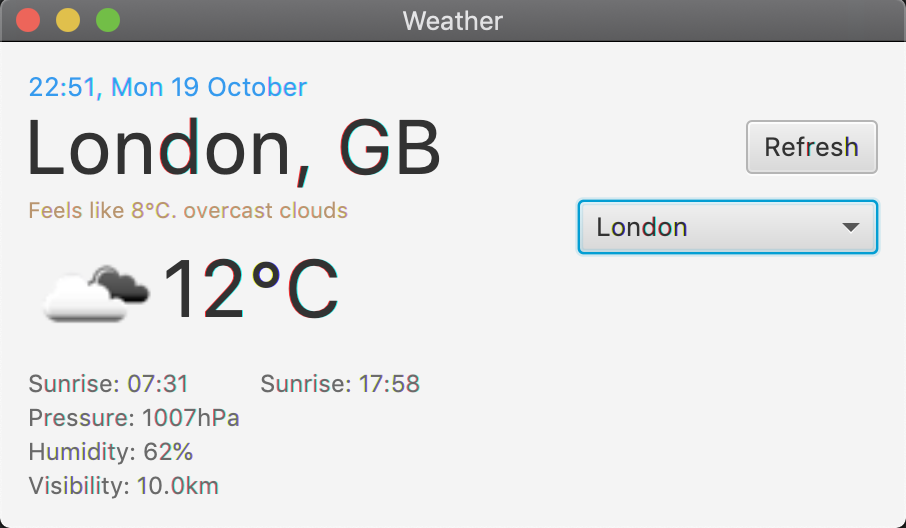 Weather
22:51, Mon 19 October
London, GB
Refresh
Feels like 8°C. overcast clouds
London
12°C
Sunrise: 07:31 Sunrise: 17:58
Pressure: 1007hPa
Humidity: 62%
Visibility: 10.0km